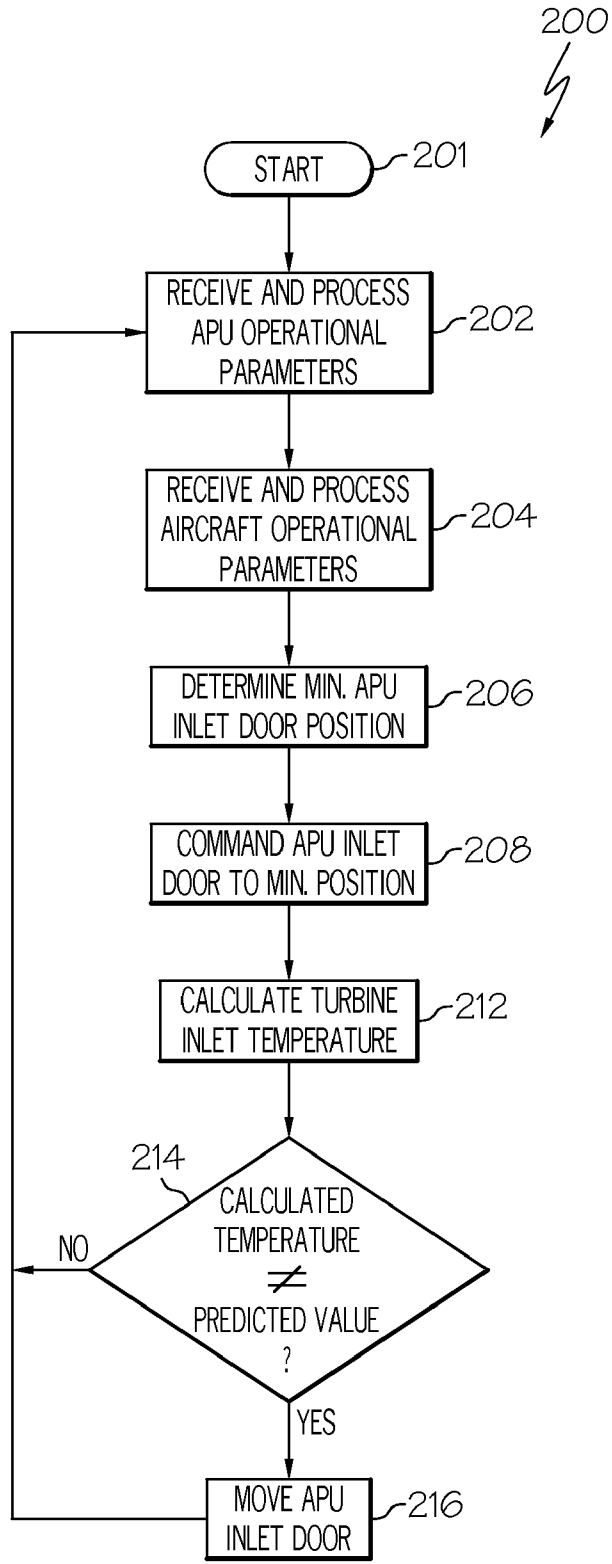 200
START
201
RECEIVE AND PROCESS
APU OPERATIONAL
PARAMETERS
202
RECEIVE AND PROCESS
AIRCRAFT OPERATIONAL
PARAMETERS
204
DETERMINE MIN. APU
INLET DOOR POSITION
206
COMMAND APU INLET
DOOR TO MIN. POSITION
208
CALCULATE TURBINE
INLET TEMPERATURE
212
214
CALCULATED
TEMPERATURE
≠
PREDICTED VALUE
?
NO
YES
MOVE APU
INLET DOOR
216